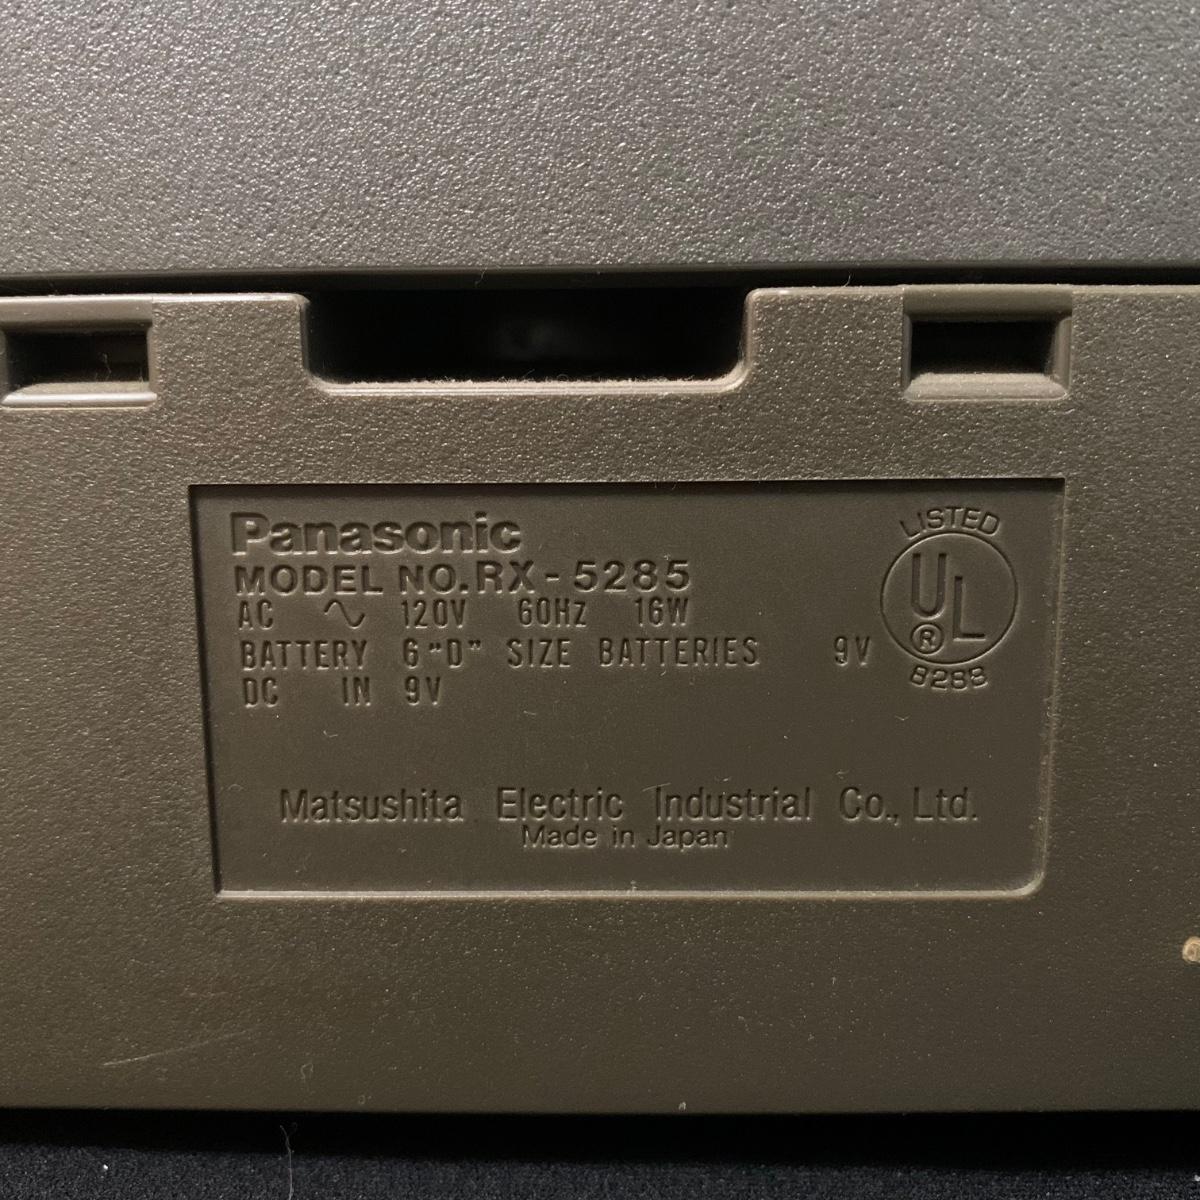 Panasonic
MODEL NO. RX-5285
AC ∿ 120V 60Hz 16W
BATTERY 6 "D" SIZE BATTERIES 9V
DC IN 9V
LISTED
UL
®
8288
Matsushita Electric Industrial Co., Ltd.
Made in Japan